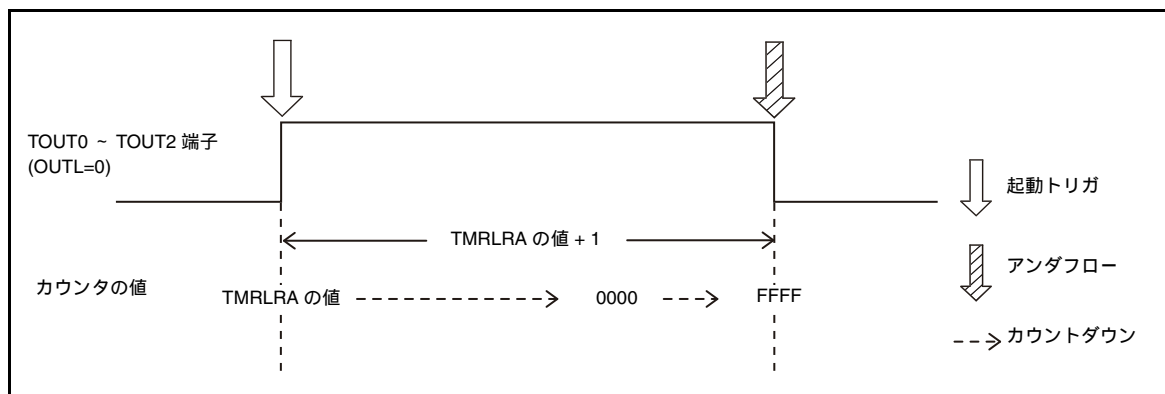 TOUT0 ~ TOUT2 端子
(OUTL=0)
起動トリガ
TMRLRA の値 + 1
アンダフロー
カウンタの値
TMRLRA の値
0000
FFFF
カウントダウン